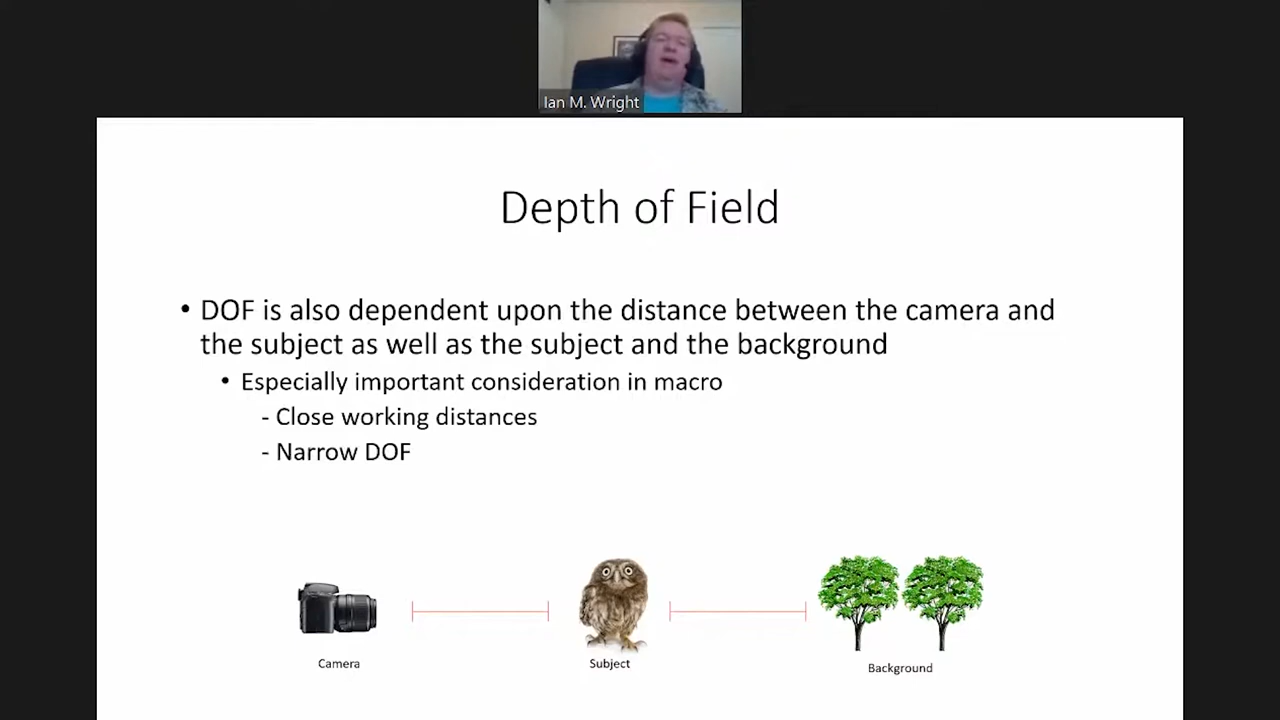 Ian M. Wright
Depth of Field
• DOF is also dependent upon the distance between the camera and
the subject as well as the subject and the background
• Especially important consideration in macro
- Close working distances
- Narrow DOF
Camera
Subject
Background